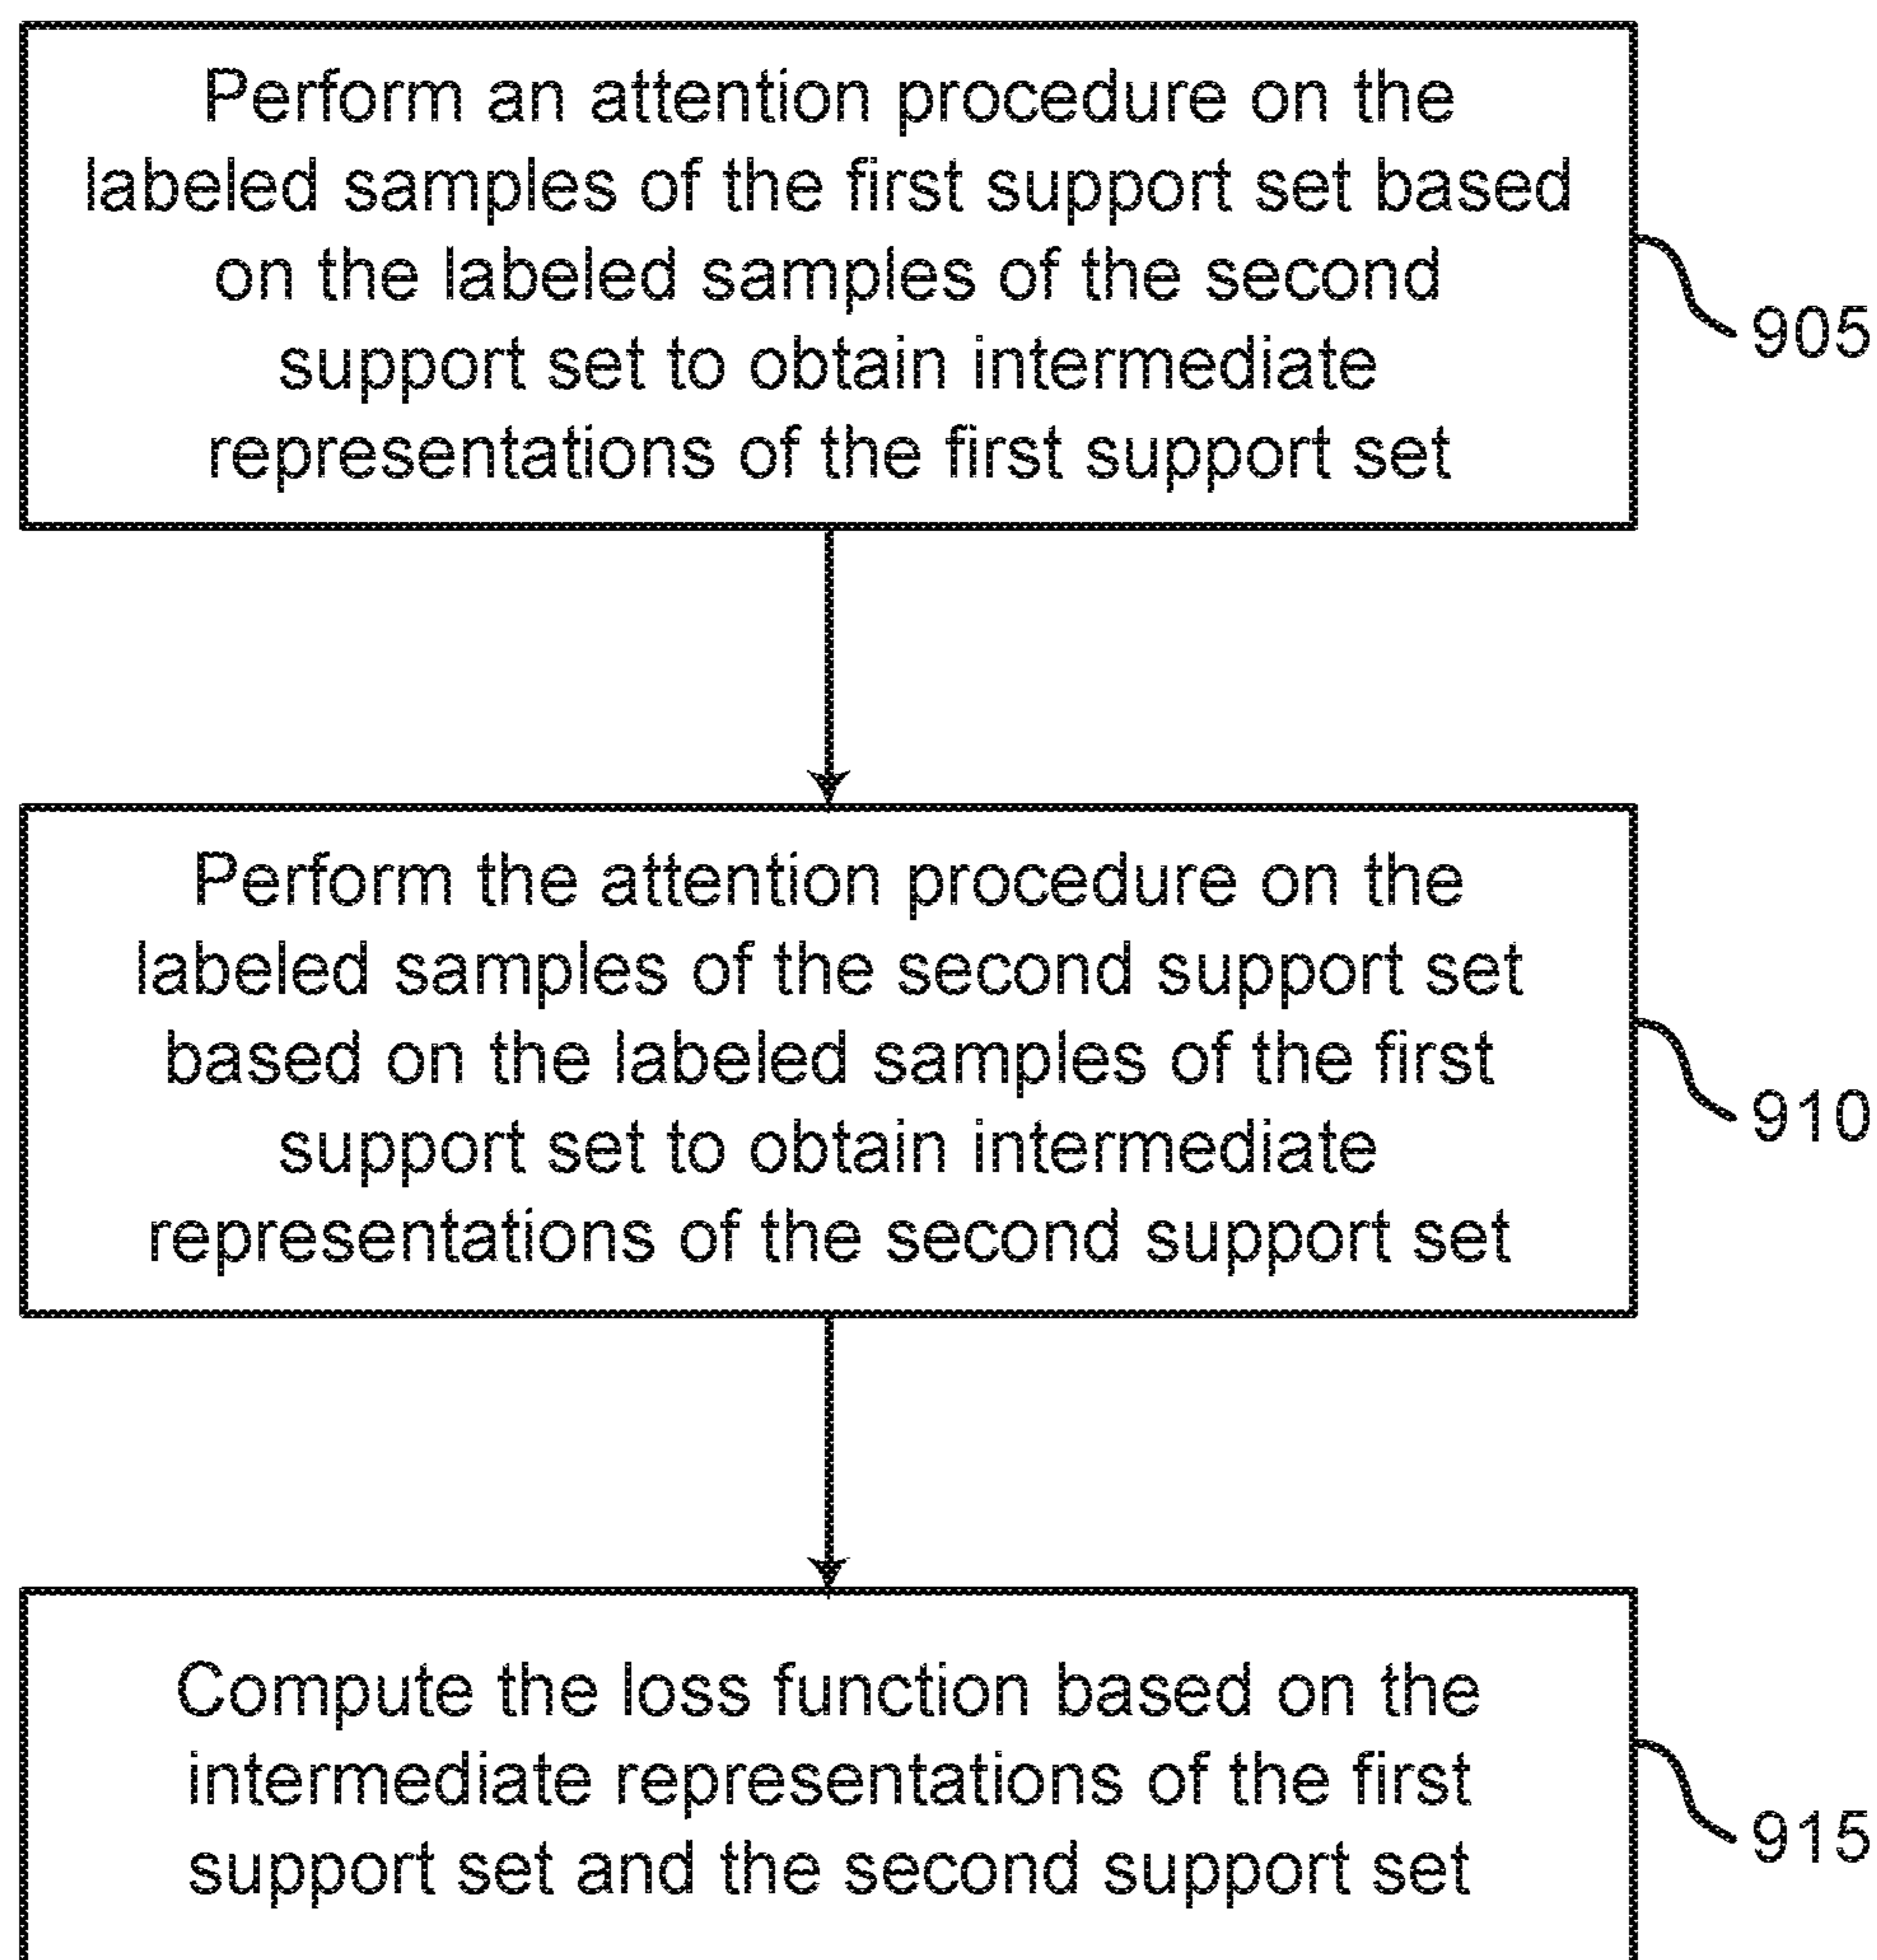 Perform an attention procedure on the
labeled samples of the first support set based
on the labeled samples of the second
support set to obtain intermediate
representations of the first support set
905
Perform the attention procedure on the
labeled samples of the second support set
based on the labeled samples of the first
support set to obtain intermediate
representations of the second support set
910
Compute the loss function based on the
intermediate representations of the first
support set and the second support set
915